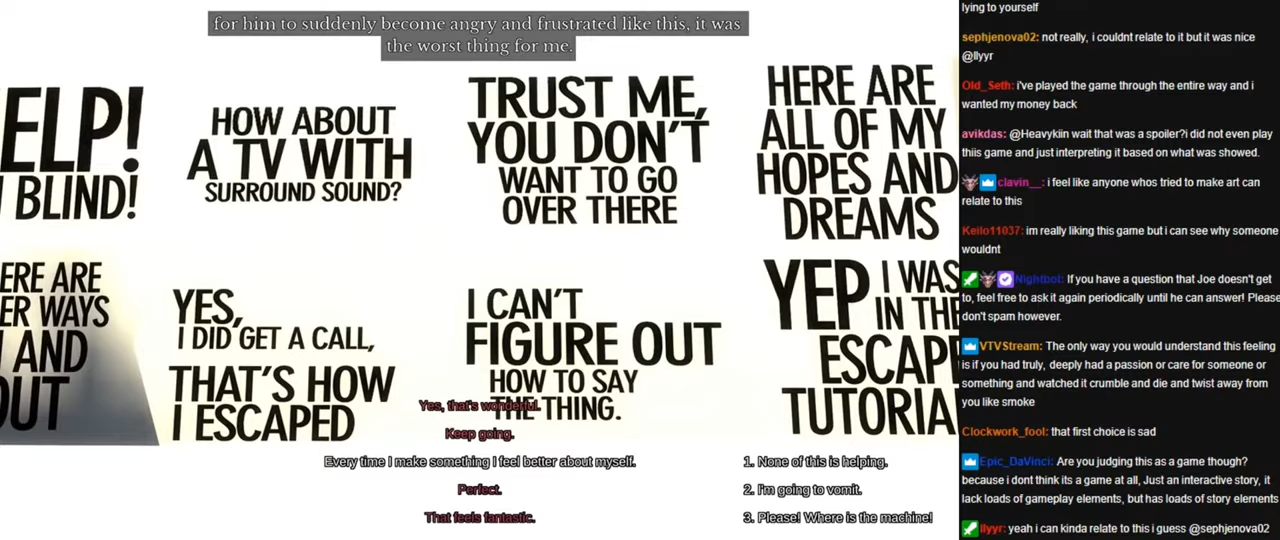 for him to suddenly become angry and frustrated like this, it was
the worst thing for me.
ELP!
BLIND!
HOW ABOUT
A TV WITH
SURROUND SOUND?
TRUST ME,
YOU DON'T
WANT TO GO
OVER THERE
HERE ARE
ALL OF MY
HOPES AND
DREAMS
ERE ARE
ER WAYS
AND
OUT
YES,
I DID GET A CALL,
THAT'S HOW
I ESCAPED
I CAN'T
FIGURE OUT
HOW TO SAY
THE THING.
YEP I WAS
IN THE
ESCAP
TUTORIA
Yes, that's wonderful.
Keep going.
Every time I make something I feel better about myself.
Perfect.
That feels fantastic.
1. None of this is helping.
2. I'm going to vomit.
3. Please! Where is the machine!
lying to yourself
sephjenova02: not really, i couldnt relate to it but it was nice
@llyyr
Old_Seth: i've played the game through the entire way and i
wanted my money back
avikdas: @Heavykiin wait that was a spoiler?i did not even play
thiis game and just interpreting it based on what was showed.
clavin__: i feel like anyone whos tried to make art can
relate to this
Keilo11037: im really liking this game but i can see why someone
wouldnt
Nightbot: If you have a question that Joe doesn't get
to, feel free to ask it again periodically until he can answer! Please
don't spam however.
VTVStream: The only way you would understand this feeling
is if you had truly, deeply had a passion or care for someone or
something and watched it crumble and die and twist away from
you like smoke
Clockwork_fool: that first choice is sad
Epic_DaVinci: Are you judging this as a game though?
because i dont think its a game at all, Just an interactive story, it
lack loads of gameplay elements, but has loads of story elements
llyyr: yeah i can kinda relate to this i guess @sephjenova02